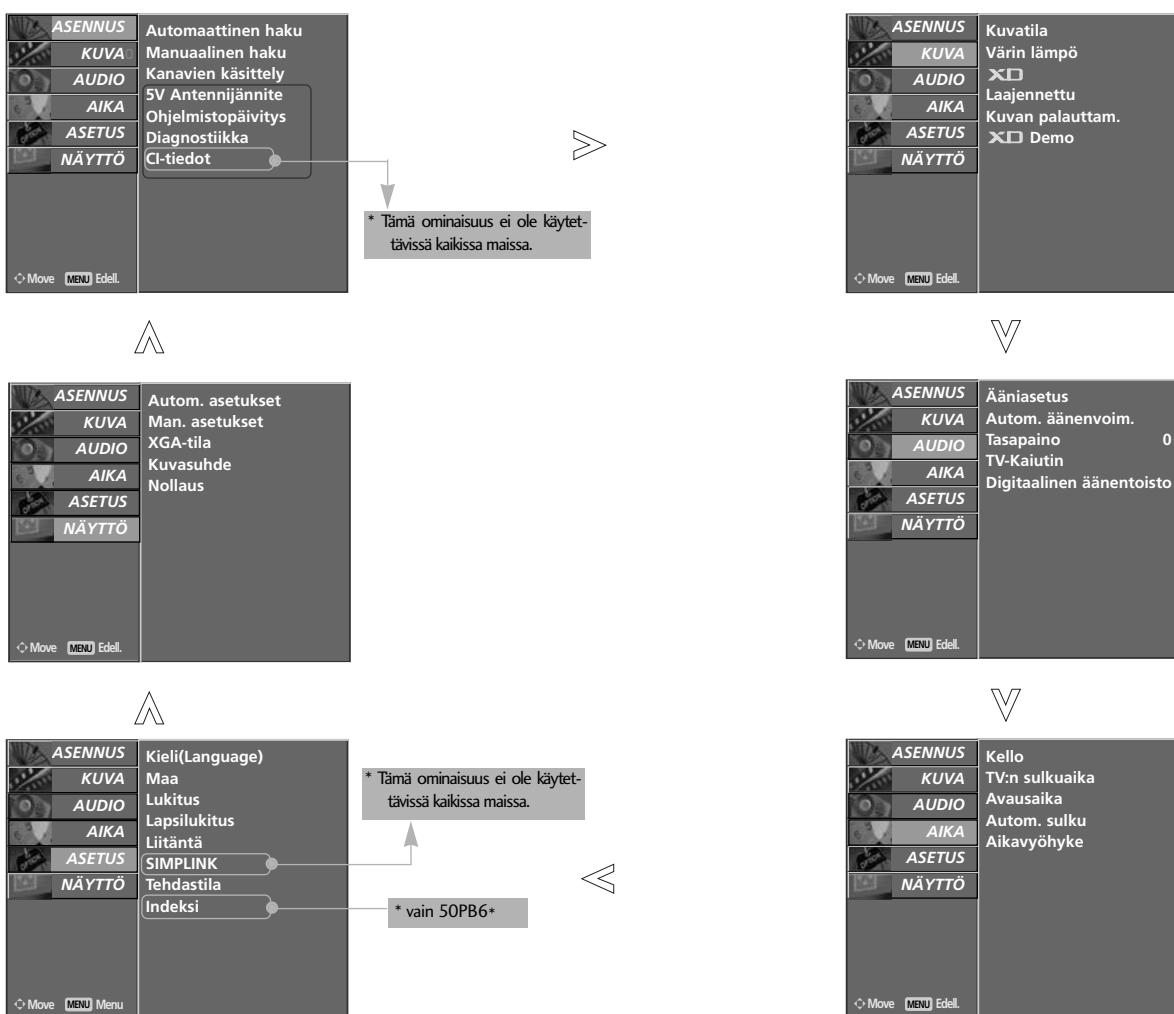 ASENNUS
KUVA
AUDIO
AIKA
ASETUS
NÄYTTÖ
Move MENU Edell.
Automaattinen haku
Manuaalinen haku
Kanavien käsittely
5V Antennijännite
Ohjelmistopäivitys
Diagnostiikka
CI-tiedot
* Tämä ominaisuus ei ole käytet-
tävissä kaikissa maissa.
ASENNUS
KUVA
AUDIO
AIKA
ASETUS
NÄYTTÖ
Move MENU Edell.
Kuvatila
Värin lämpö
XD
Laajennettu
Kuvan palauttam.
XD Demo
ASENNUS
KUVA
AUDIO
AIKA
ASETUS
NÄYTTÖ
Move MENU Edell.
Autom. asetukset
Man. asetukset
XGA-tila
Kuvasuhde
Nollaus
ASENNUS
KUVA
AUDIO
AIKA
ASETUS
NÄYTTÖ
Move MENU Edell.
Ääniasetus
Autom. äänenvoim.
Tasapaino 0
TV-Kaiutin
Digitaalinen äänentoisto
ASENNUS
KUVA
AUDIO
AIKA
ASETUS
NÄYTTÖ
Move MENU Menu
Kieli(Language)
Maa
Lukitus
Lapsilukitus
Liitäntä
SIMPLINK
Tehdastila
Indeksi
* Tämä ominaisuus ei ole käytet-
tävissä kaikissa maissa.
* vain 50PB6*
ASENNUS
KUVA
AUDIO
AIKA
ASETUS
NÄYTTÖ
Move MENU Edell.
Kello
TV:n sulkuaika
Avausaika
Autom. sulku
Aikavyöhyke